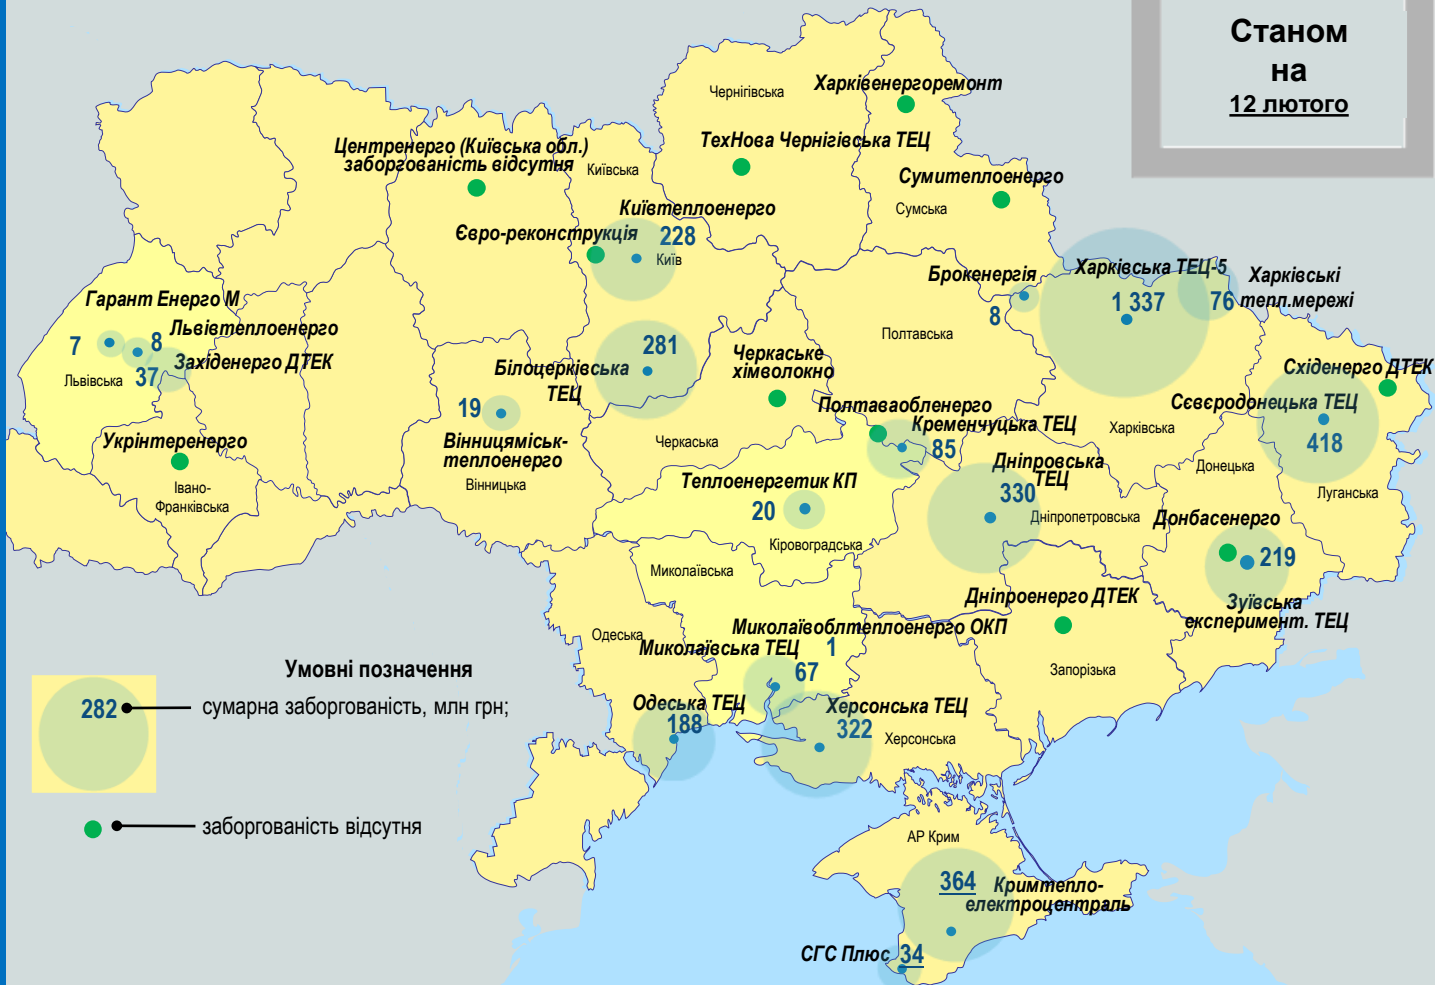 Станом
на
12 лютого
Харківенергоремонт
Чернігівська
ТехНова Чернігівська ТЕЦ
Центренерго (Київська обл.)
заборгованість відсутня
Київська
Сумитеплоенерго
Сумська
Київтеплоенерго
Євро-реконструкція
228
Київ
Брокенергія
8
Харківська ТЕЦ-5
1 337
76
Харківські
тепл.мережі
Гарант Енерго М
7
8
Львівтеплоенерго
Західенерго ДТЕК
37
Львівська
Полтавська
281
Білоцерківська
ТЕЦ
Черкаське
хімволокно
Східенерго ДТЕК
Сєвєродонецька ТЕЦ
418
19
Вінницяміськ-
теплоенерго
Вінницька
Полтаваобленерго
Кременчуцька ТЕЦ
85
Харківська
Черкаська
Укрінтеренерго
Івано-
Франківська
Дніпровська
ТЕЦ
330
Дніпропетровська
Донецька
Луганська
Теплоенергетик КП
20
Кіровоградська
Донбасенерго
219
Зуївська
експеримент. ТЕЦ
Миколаївська
Дніпроенерго ДТЕК
Запорізька
Одеська
Миколаївоблтеплоенерго ОКП
1
Миколаївська ТЕЦ
67
Одеська ТЕЦ
188
Херсонська ТЕЦ
322
Херсонська
Умовні позначення
282
сумарна заборгованість, млн грн;
заборгованість відсутня
АР Крим
364
Кримтепло-
електроцентраль
СГС Плюс
34